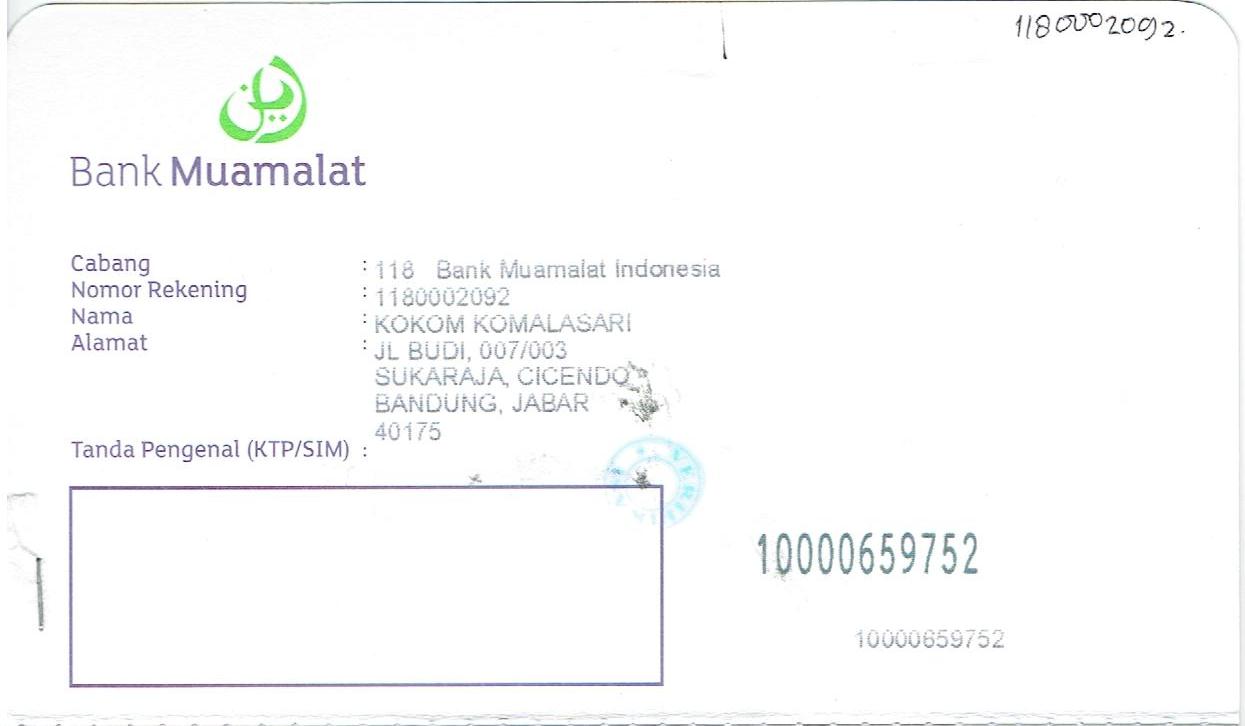 1180002092.
Bank Muamalat
Cabang : 118 Bank Muamalat Indonesia
Nomor Rekening : 1180002092
Nama : KOKOM KOMALASARI
Alamat : JL BUDI, 007/003
SUKARAJA, CICENDO
BANDUNG, JABAR
40175
Tanda Pengenal (KTP/SIM) :
10000659752
10000659752